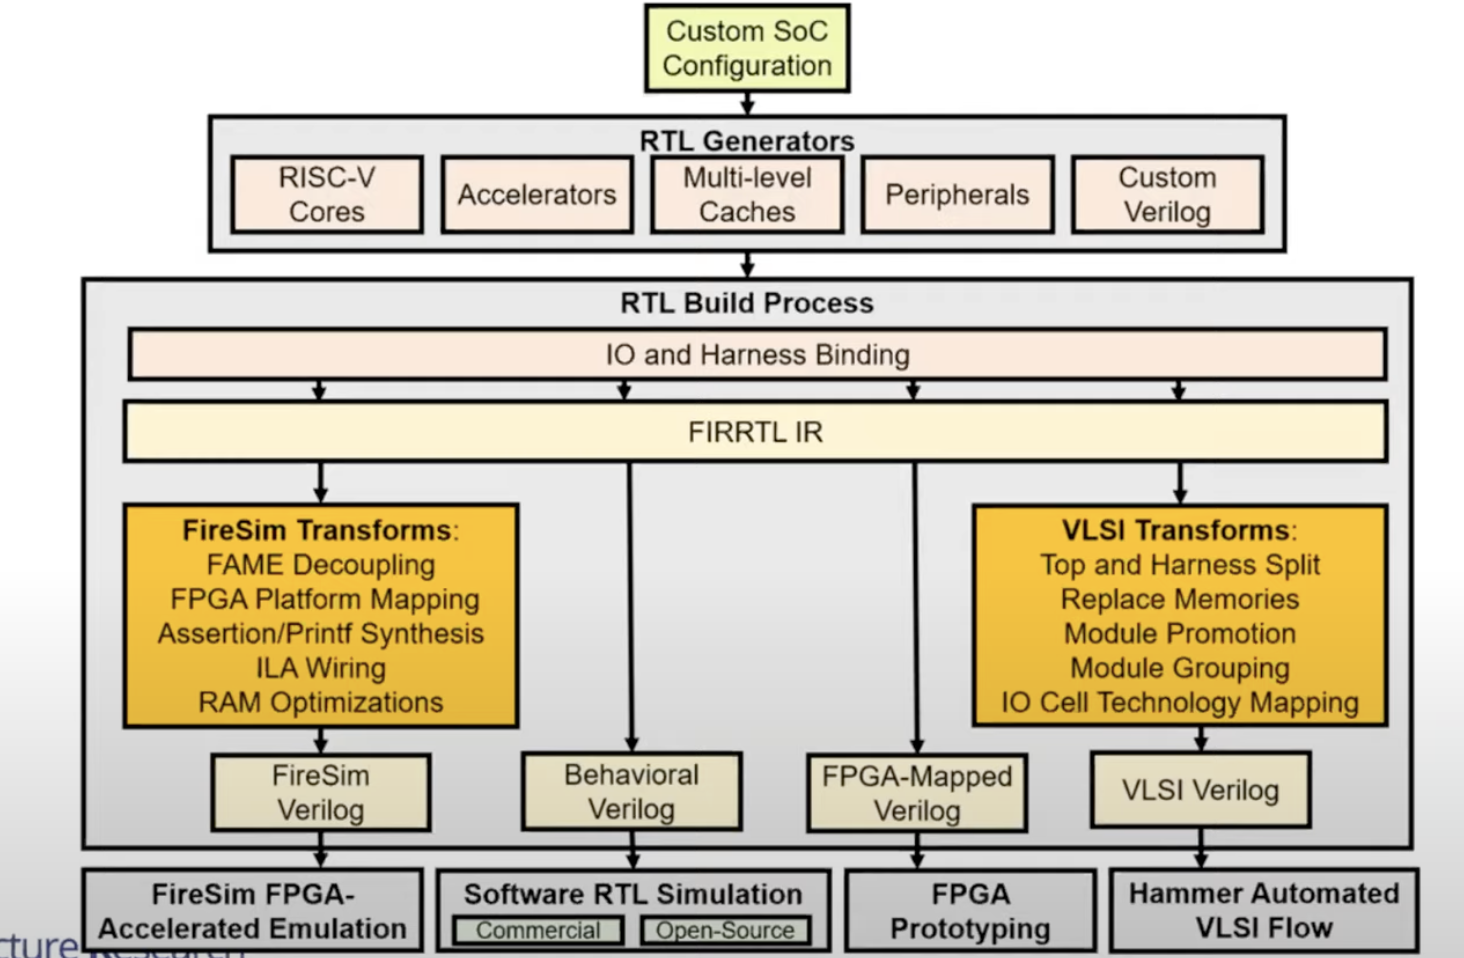 Custom SoC
Configuration
RTL Generators
RISC-V
Cores
Accelerators
Multi-level
Caches
Peripherals
Custom
Verilog
RTL Build Process
IO and Harness Binding
FIRRTL IR
FireSim Transforms:
FAME Decoupling
FPGA Platform Mapping
Assertion/Printf Synthesis
ILA Wiring
RAM Optimizations
VLSI Transforms:
Top and Harness Split
Replace Memories
Module Promotion
Module Grouping
IO Cell Technology Mapping
FireSim
Verilog
Behavioral
Verilog
FPGA-Mapped
Verilog
VLSI Verilog
FireSim FPGA-
Accelerated Emulation
Software RTL Simulation
Commercial
Open-Source
FPGA
Prototyping
Hammer Automated
VLSI Flow